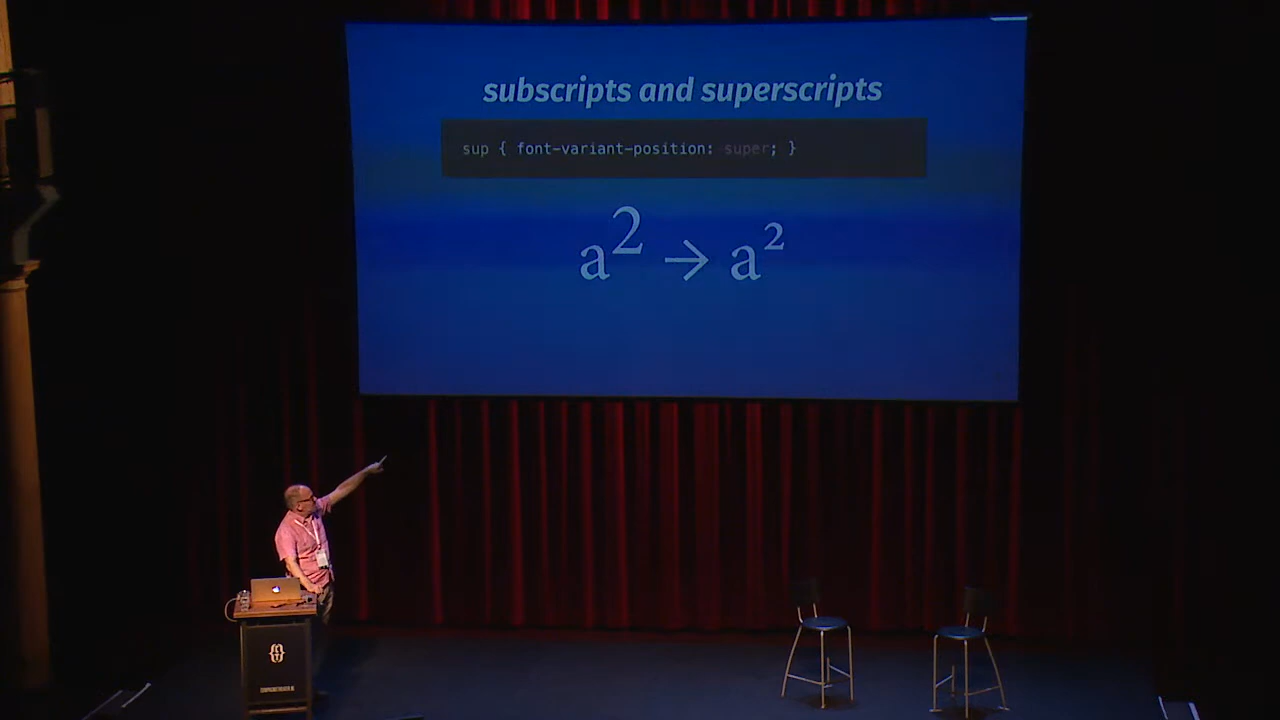 subscripts and superscripts
sup { font-variant-position: super; }
a² → a²